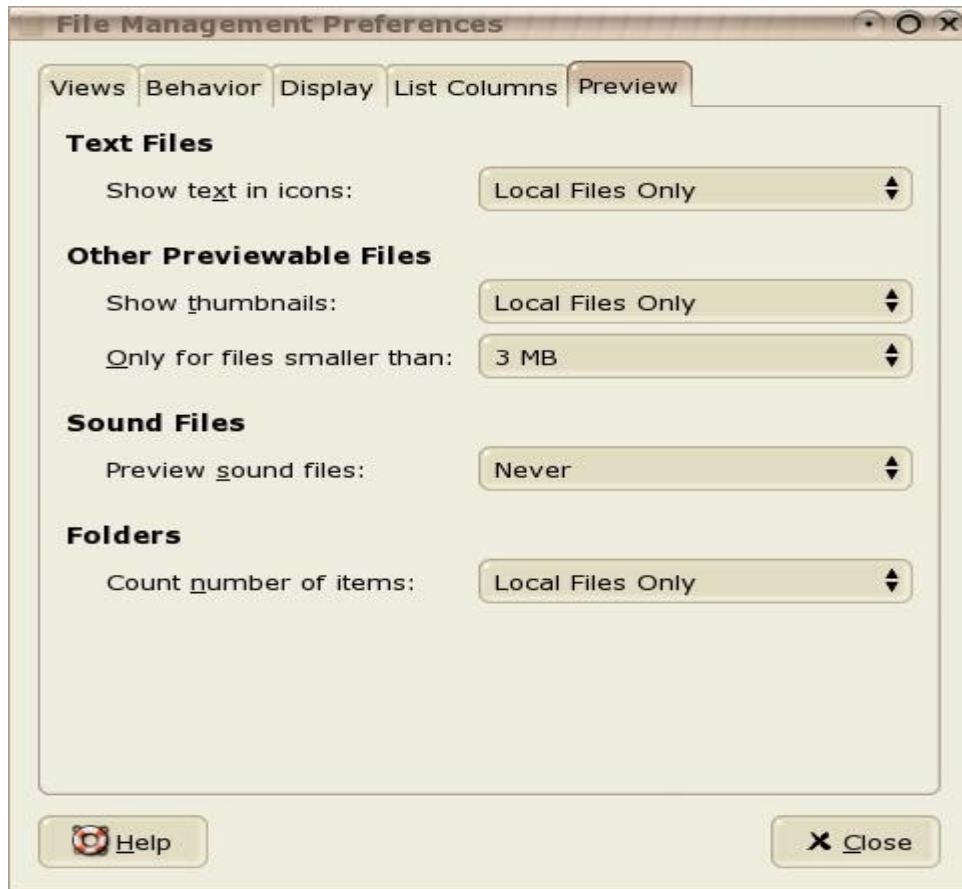 File Management Preferences
Views Behavior Display List Columns Preview
Text Files
Show text in icons: Local Files Only
Other Previewable Files
Show thumbnails: Local Files Only
Only for files smaller than: 3 MB
Sound Files
Preview sound files: Never
Folders
Count number of items: Local Files Only
Help Close